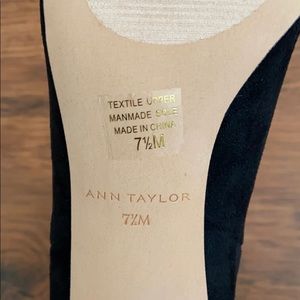 TEXTILE UPPER
MANMADE SOLE
MADE IN CHINA
7½M
ANN TAYLOR
7½M